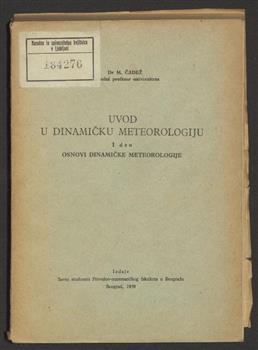 Narodna in univerzitetna knjižnica
v Ljubljani
184276
Dr M. ČADEŽ
profesor univerziteta
UVOD
U DINAMIČKU METEOROLOGIJU
I deo
OSNOVI DINAMIČKE METEOROLOGIJE
Izdaje
Savez studenata Prirodno-matematičkog fakulteta u Beogradu
Beograd, 1959